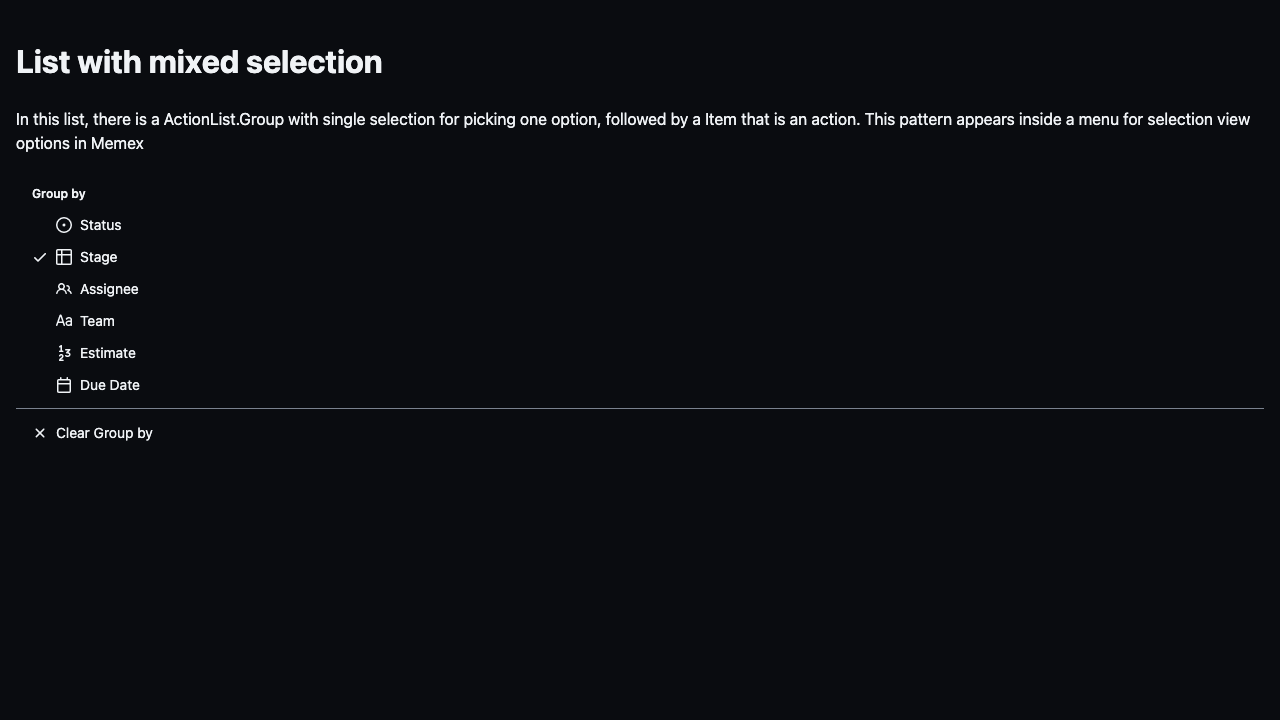 List with mixed selection
In this list, there is a ActionList.Group with single selection for picking one option, followed by a Item that is an action. This pattern appears inside a menu for selection view
options in Memex
Group by
Status
Stage
Assignee
Team
Estimate
Due Date
Clear Group by